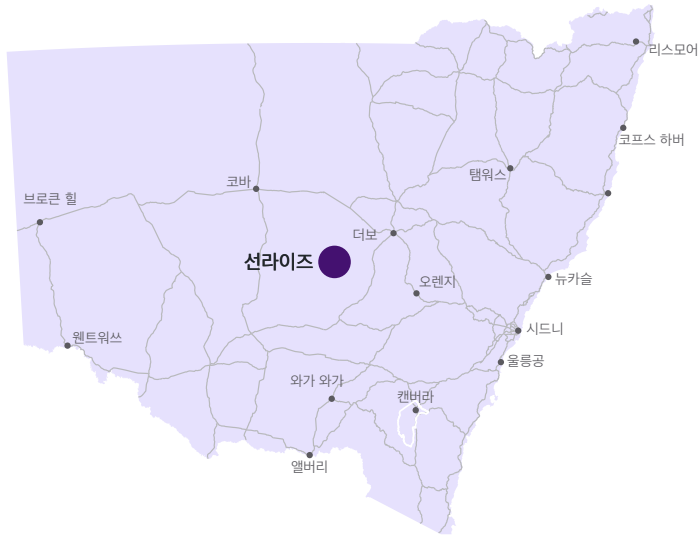 리스모어
코프스 하버
탬워스
코바
브로큰 힐
더보
선라이즈
오렌지
뉴카슬
시드니
웬트워쓰
울릉공
와가 와갸
캔버라
앨버리